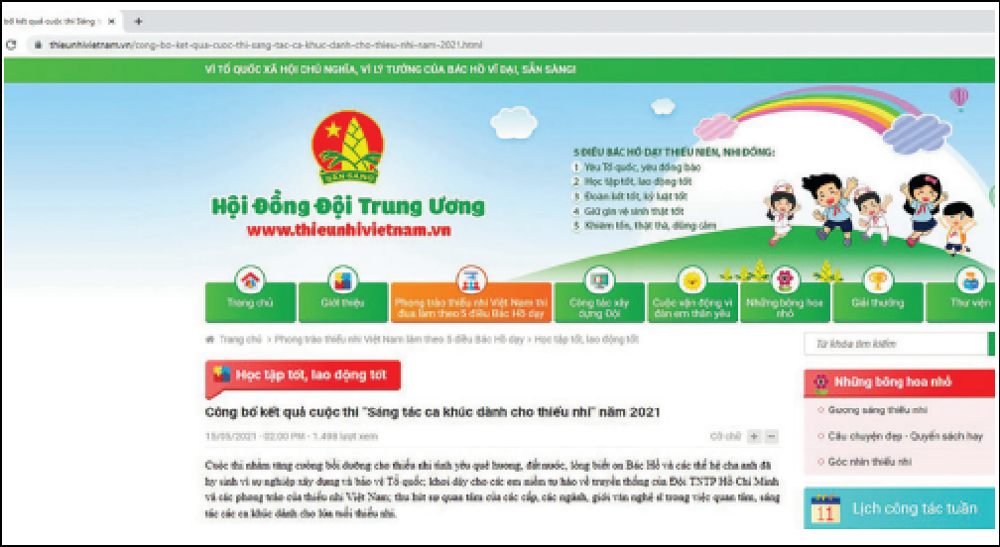 bố kết quả cuộc thi Sáng t
thieunhivietnam.vn/cong-bo-ket-qua-cuoc-thi-sang-tac-ca-khuc-danh-cho-thieu-nhi-nam-2021.html
VÌ TỔ QUỐC XÃ HỘI CHỦ NGHĨA, VÌ LÝ TƯỞNG CỦA BÁC HỒ VĨ ĐẠI, SẴN SÀNG!
SẴN SÀNG
Hội Đồng Đội Trung Ương
www.thieunhivietnam.vn
5 ĐIỀU BÁC HỒ DẠY THIẾU NIÊN, NHI ĐỒNG:
1 Yêu Tổ quốc, yêu đồng bào
2 Học tập tốt, lao động tốt
3 Đoàn kết tốt, kỷ luật tốt
4 Giữ gìn vệ sinh thật tốt
5 Khiêm tốn, thật thà, dũng cảm
Trang chủ
Giới thiệu
Phong trào thiếu nhi Việt Nam thi
đua làm theo 5 điều Bác Hồ dạy
Công tác xây
dựng Đội
Cuộc vận động vì
đàn em thân yêu
Những bông hoa
nhỏ
Giải thưởng
Thư viện
Trang chủ > Phong trào thiếu nhi Việt Nam làm theo 5 điều Bác Hồ dạy > Học tập tốt, lao động tốt
Từ khóa tìm kiếm
Học tập tốt, lao động tốt
Công bố kết quả cuộc thi "Sáng tác ca khúc dành cho thiếu nhi" năm 2021
15/05/2021 - 02:00 PM - 1.498 lượt xem
Cỡ chữ + −
Cuộc thi nhằm tăng cường bồi dưỡng cho thiếu nhi tình yêu quê hương, đất nước, lòng biết ơn Bác Hồ và các thế hệ cha anh đã
hy sinh vì sự nghiệp xây dựng và bảo vệ Tổ quốc; khơi dậy cho các em niềm tự hào về truyền thống của Đội TNTP Hồ Chí Minh
và các phong trào của thiếu nhi Việt Nam; thu hút sự quan tâm của các cấp, các ngành, giới văn nghệ sĩ trong việc quan tâm, sáng
tác các ca khúc dành cho lứa tuổi thiếu nhi.
Những bông hoa nhỏ
Gương sáng thiếu nhi
Câu chuyện đẹp - Quyển sách hay
Góc nhìn thiếu nhi
11
Lịch công tác tuần